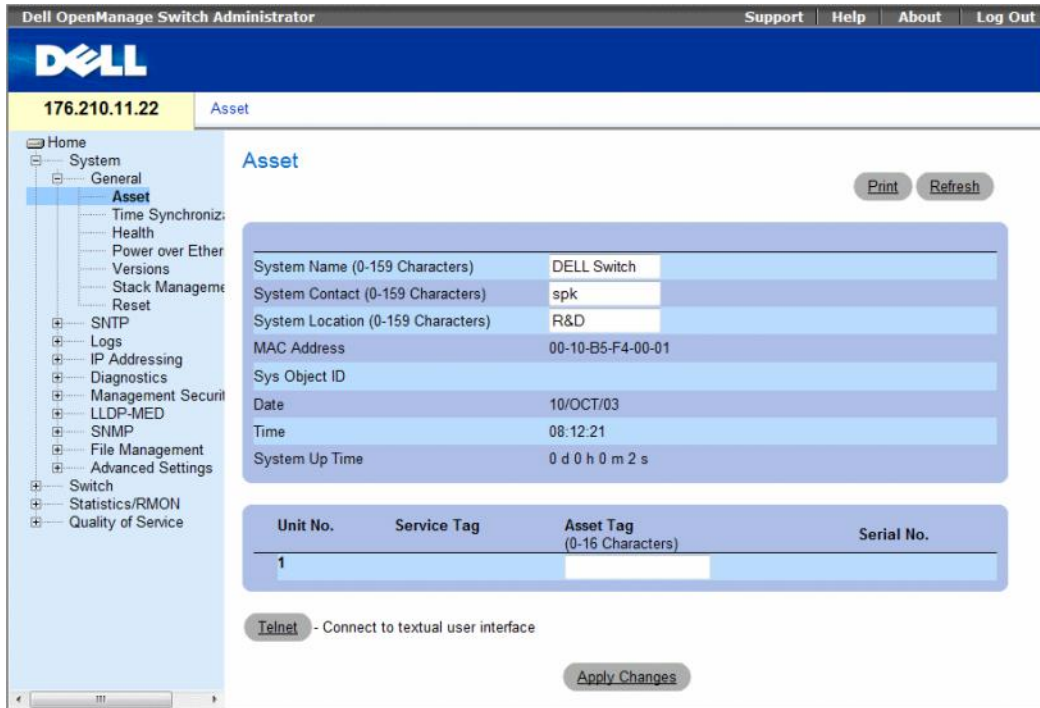 Dell OpenManage Switch Administrator
Support Help About Log Out
DELL
176.210.11.22
Asset
Home
System
General
Asset
Time Synchroniz
Health
Power over Ether
Versions
Stack Manageme
Reset
SNTP
Logs
IP Addressing
Diagnostics
Management Securit
LLDP-MED
SNMP
File Management
Advanced Settings
Switch
Statistics/RMON
Quality of Service
Asset
Print Refresh
System Name (0-159 Characters) DELL Switch
System Contact (0-159 Characters) spk
System Location (0-159 Characters) R&D
MAC Address 00-10-B5-F4-00-01
Sys Object ID
Date 10/OCT/03
Time 08:12:21
System Up Time 0 d 0 h 0 m 2 s
Unit No. Service Tag Asset Tag Serial No.
(0-16 Characters)
1
Telnet - Connect to textual user interface
Apply Changes